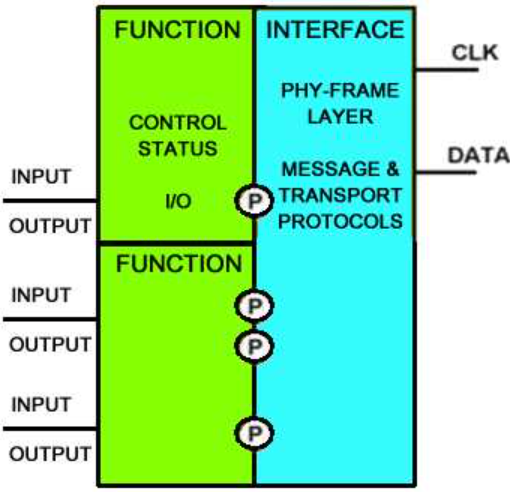 FUNCTION
INTERFACE
CLK
PHY-FRAME
LAYER
CONTROL
STATUS
DATA
MESSAGE &
TRANSPORT
PROTOCOLS
INPUT
I/O
P
OUTPUT
FUNCTION
INPUT
P
OUTPUT
P
INPUT
P
OUTPUT